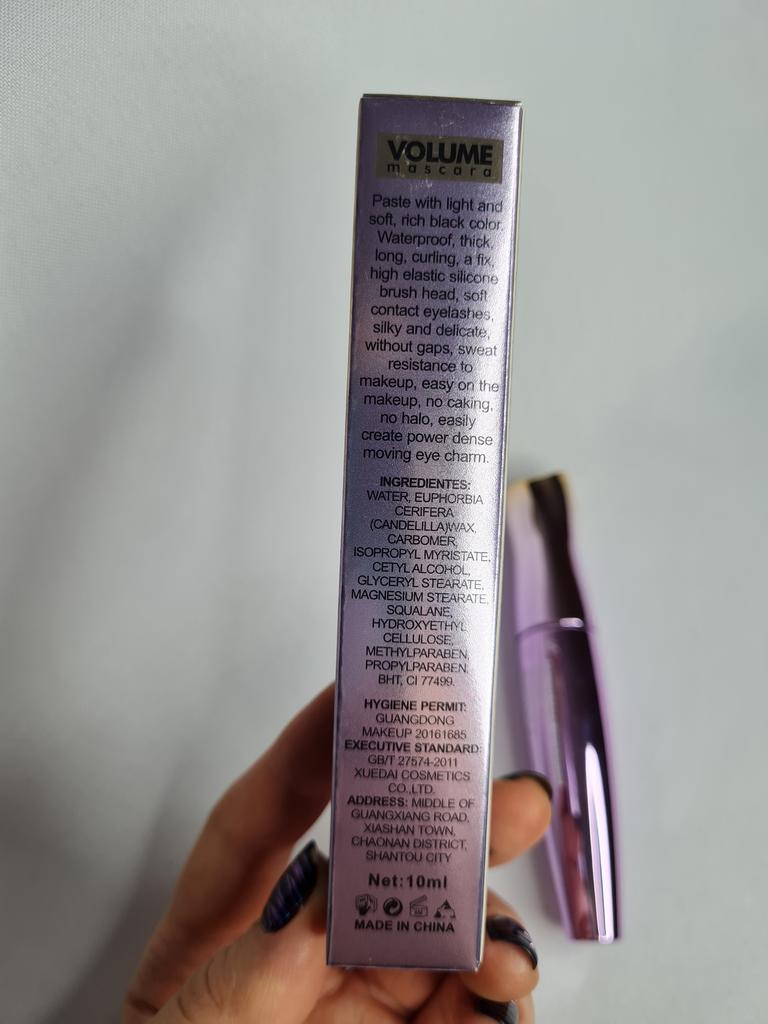 VOLUME
mascara
Paste with light and
soft, rich black color.
Waterproof, thick,
long, curling, a fix,
high elastic silicone
brush head, soft
contact eyelashes,
silky and delicate,
without gaps, sweat
resistance to
makeup, easy on the
makeup, no caking,
no halo, easily
create power dense
moving eye charm.
INGREDIENTES:
WATER, EUPHORBIA
CERIFERA
(CANDELILLA)WAX,
CARBOMER,
ISOPROPYL MYRISTATE,
CETYL ALCOHOL,
GLYCERYL STEARATE,
MAGNESIUM STEARATE,
SQUALANE,
HYDROXYETHYL
CELLULOSE,
METHYLPARABEN,
PROPYLPARABEN,
BHT, CI 77499.
HYGIENE PERMIT:
GUANGDONG
MAKEUP 20161685
EXECUTIVE STANDARD:
GB/T 27574-2011
XUEDAI COSMETICS
CO.,LTD.
ADDRESS: MIDDLE OF
GUANGXIANG ROAD,
XIASHAN TOWN,
CHAONAN DISTRICT,
SHANTOU CITY
Net:10ml
MADE IN CHINA